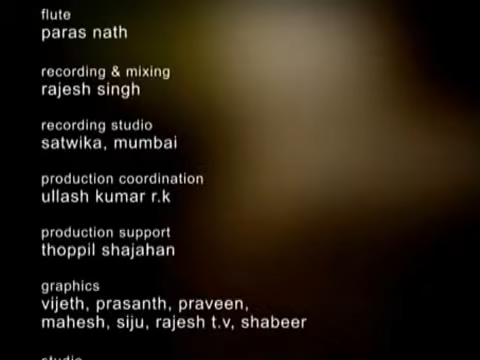 flute
paras nath
recording & mixing
rajesh singh
recording studio
satwika, mumbai
production coordination
ullash kumar r.k
production support
thoppil shajahan
graphics
vijeth, prasanth, praveen,
mahesh, siju, rajesh t.v, shabeer
studio